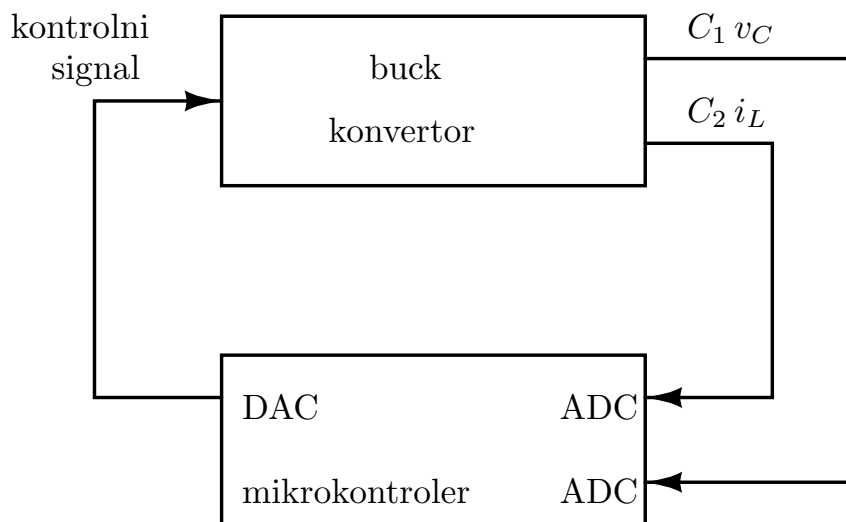 kontrolni
signal
buck
konvertor
C₁ v_C
C₂ i_L
DAC
ADC
mikrokontroler
ADC